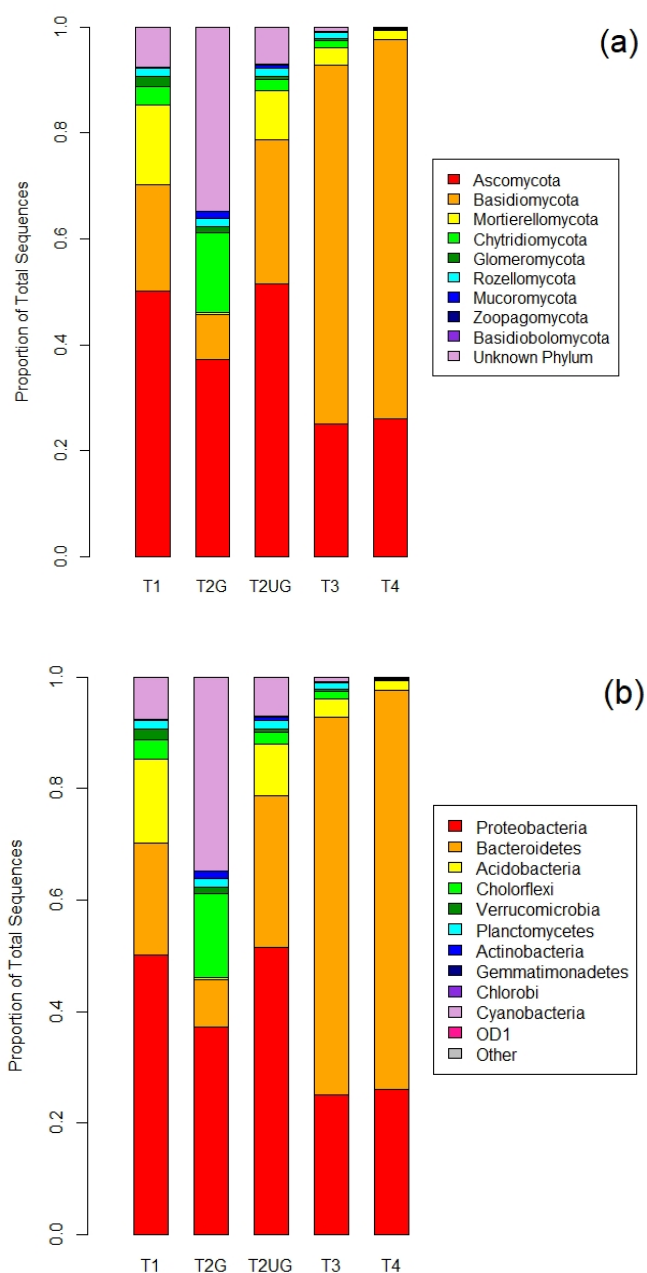 (a)
Proportion of Total Sequences
1.0
0.8
0.6
0.4
0.2
0.0
T1 T2G T2UG T3 T4
Ascomycota
Basidiomycota
Mortierellomycota
Chytridiomycota
Glomeromycota
Rozellomycota
Mucoromycota
Zoopagomycota
Basidiobolomycota
Unknown Phylum
(b)
Proportion of Total Sequences
1.0
0.8
0.6
0.4
0.2
0.0
T1 T2G T2UG T3 T4
Proteobacteria
Bacteroidetes
Acidobacteria
Cholorflexi
Verrucomicrobia
Planctomycetes
Actinobacteria
Gemmatimonadetes
Chlorobi
Cyanobacteria
OD1
Other